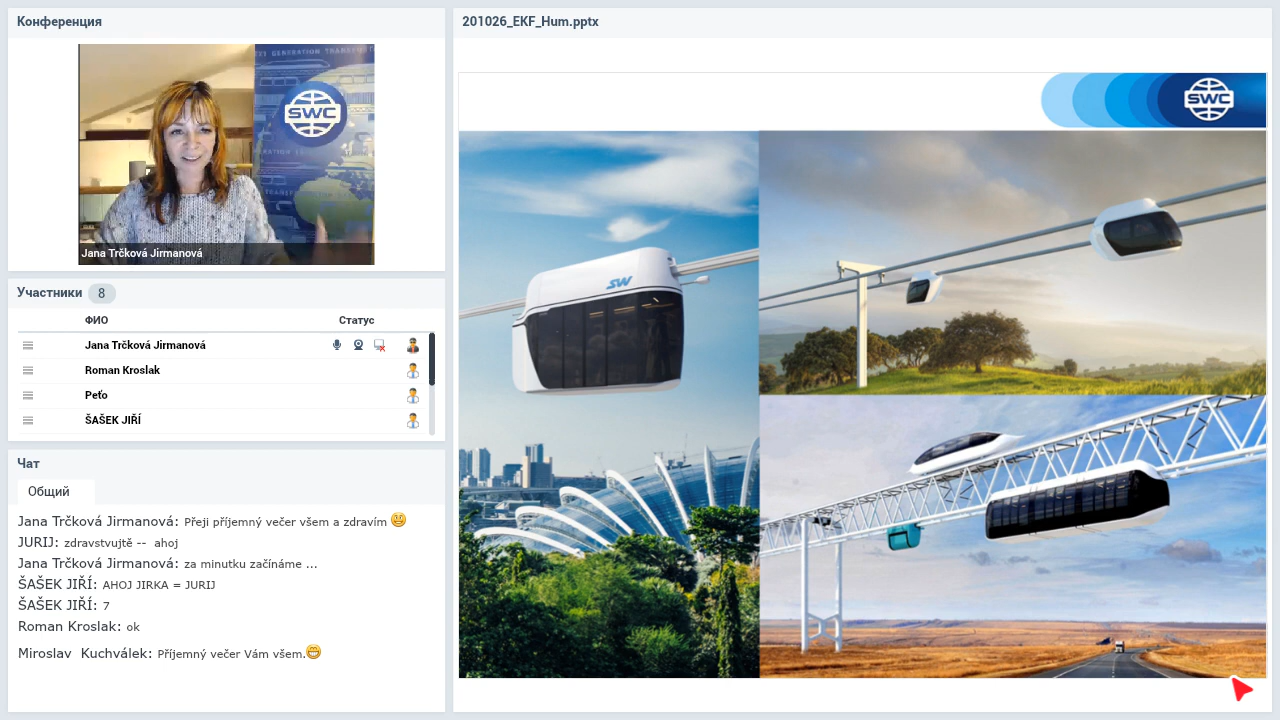 Конференция
SWC
Jana Trčková Jirmanová
Участники 8
ФИО Статус
Jana Trčková Jirmanová
Roman Kroslak
Peťo
ŠAŠEK JIŘÍ
Чат
Общий
Jana Trčková Jirmanová: Přeji příjemný večer všem a zdravím
JURIJ: zdravstvujtě -- ahoj
Jana Trčková Jirmanová: za minutku začínáme ...
ŠAŠEK JIŘÍ: AHOJ JIRKA = JURIJ
ŠAŠEK JIŘÍ: 7
Roman Kroslak: ok
Miroslav Kuchválek: Příjemný večer Vám všem.
201026_EKF_Hum.pptx
SWC
SW